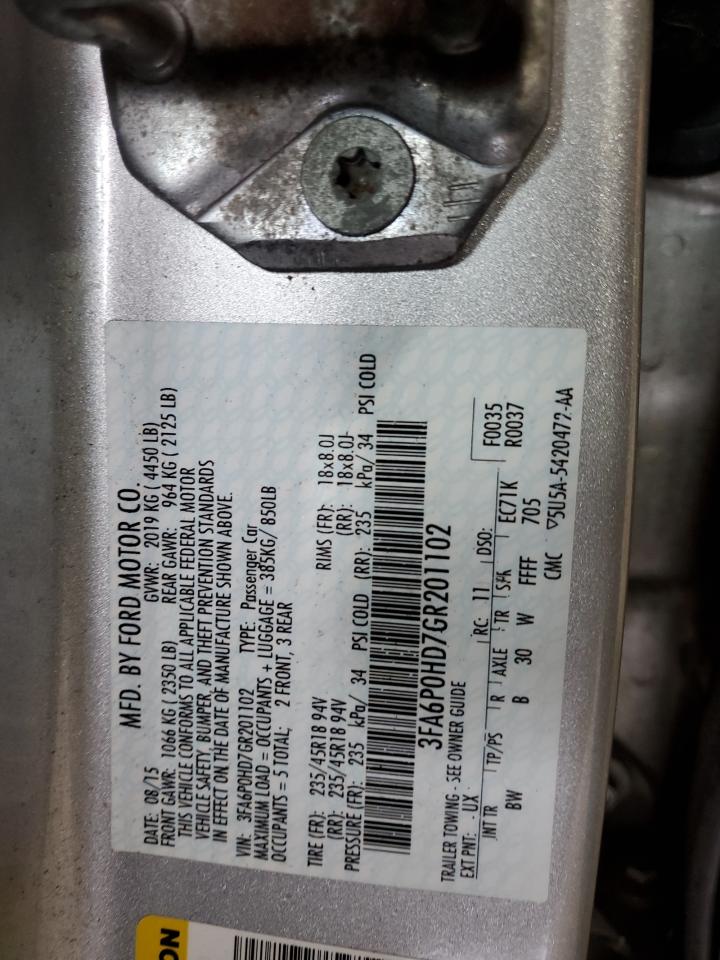 MFD. BY FORD MOTOR CO.
DATE: 08/15 GVWR: 2019 KG ( 4450 LB)
FRONT GAWR: 1066 KG ( 2350 LB) REAR GAWR: 964 KG ( 2125 LB)
THIS VEHICLE CONFORMS TO ALL APPLICABLE FEDERAL MOTOR
VEHICLE SAFETY, BUMPER, AND THEFT PREVENTION STANDARDS
IN EFFECT ON THE DATE OF MANUFACTURE SHOWN ABOVE.
VIN: 3FA6P0HD7GR201102 TYPE: Passenger Car
MAXIMUM LOAD = OCCUPANTS + LUGGAGE = 385KG/ 850LB
OCCUPANTS = 5 TOTAL: 2 FRONT, 3 REAR
TIRE (FR): 235/45R18 94V RIMS (FR): 18x8.0J
(RR): 235/45R18 94V (RR): 18x8.0J
PRESSURE (FR): 235 kPa/ 34 PSI COLD (RR): 235 kPa/ 34 PSI COLD
3FA6P0HD7GR201102
TRAILER TOWING - SEE OWNER GUIDE
EXT PNT: UX RC: 11 DSO: F0035
INT TR TP/PS R AXLE TR SPR EC71K R0037
BW B 30 W FFFF 705
CMC ▽5U5A-5420472-AA
ON